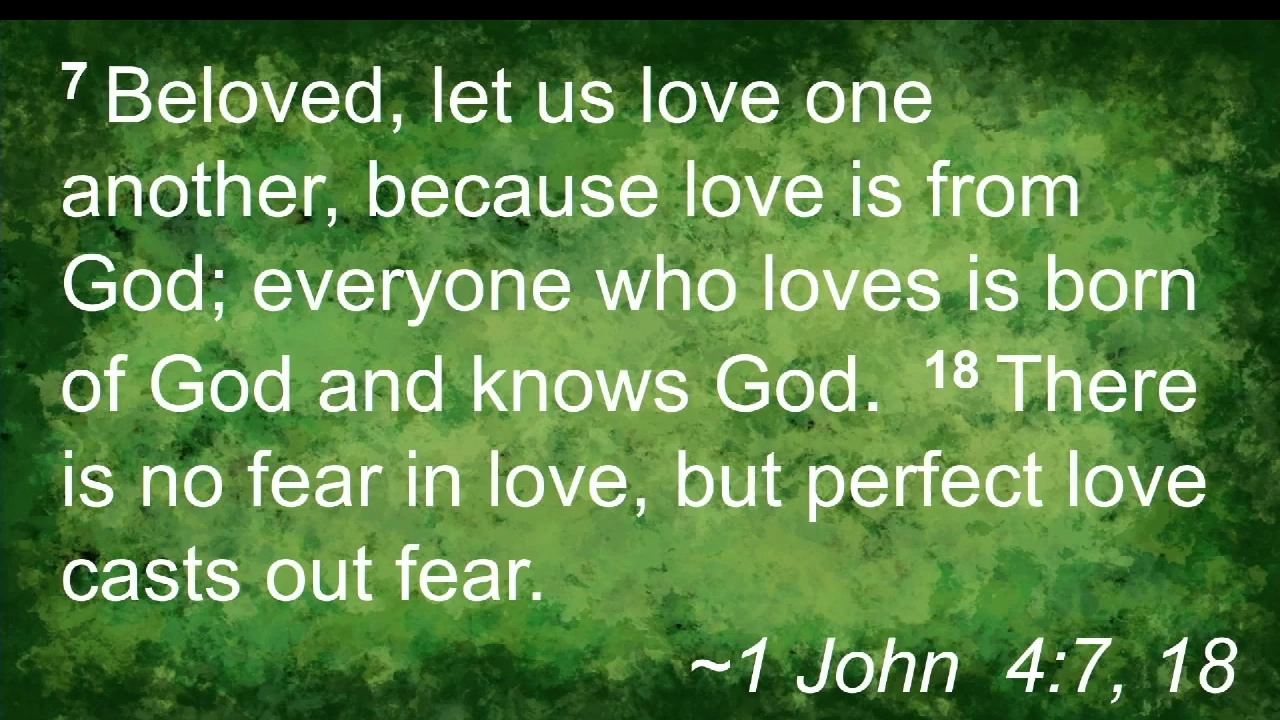 7 Beloved, let us love one
another, because love is from
God; everyone who loves is born
of God and knows God.  18 There
is no fear in love, but perfect love
casts out fear.
~1 John  4:7, 18